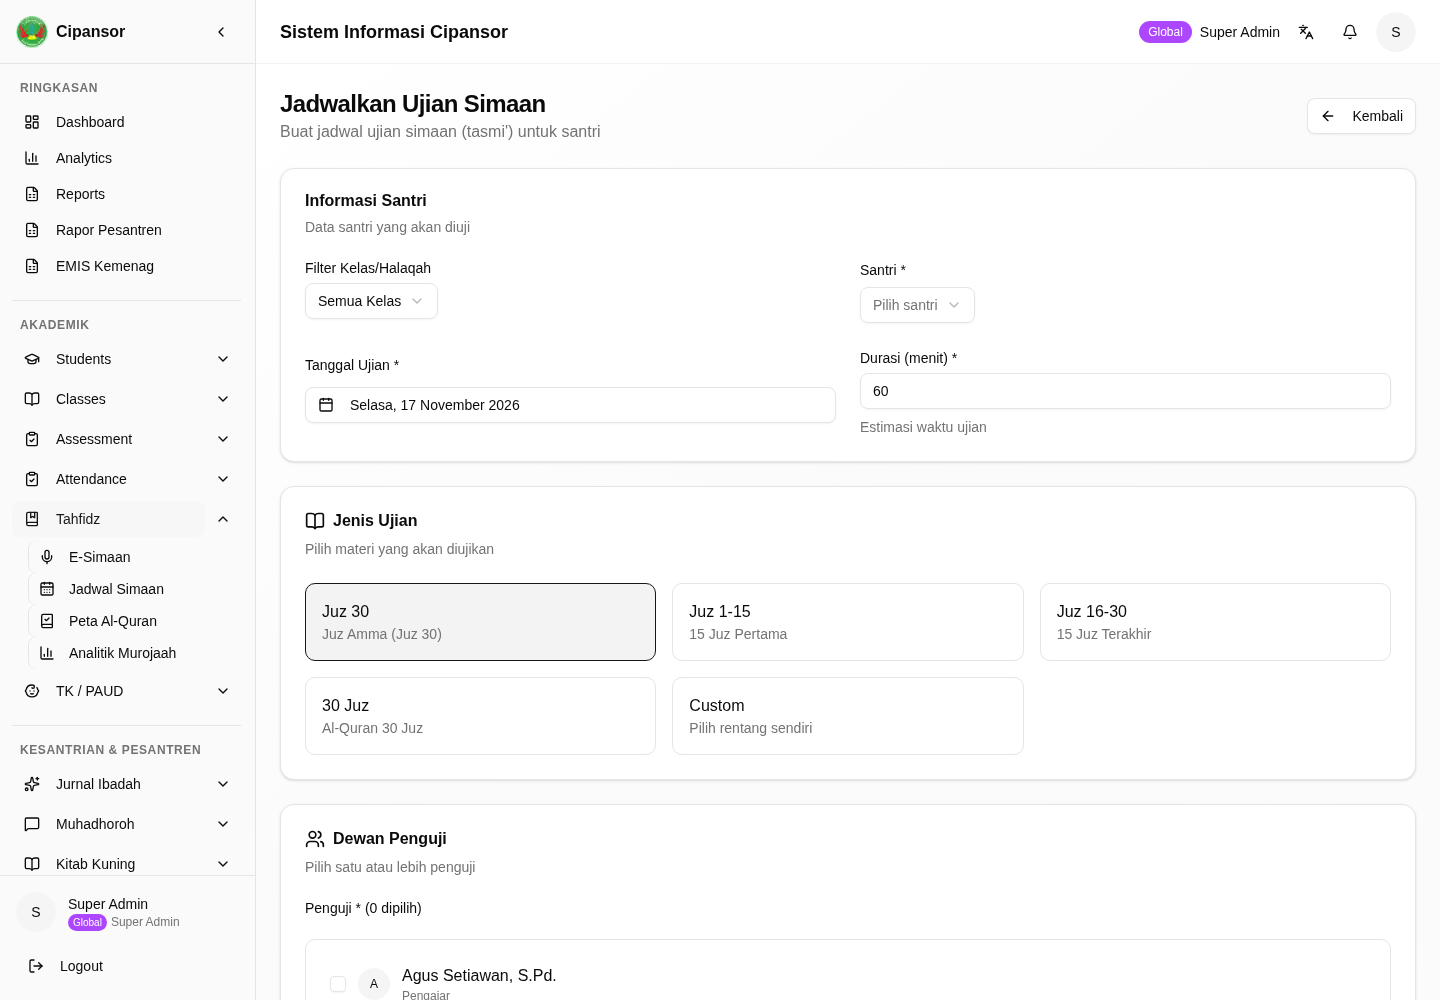 Cipansor
Sistem Informasi Cipansor
Global
Super Admin
S
RINGKASAN
Dashboard
Analytics
Reports
Rapor Pesantren
EMIS Kemenag
AKADEMIK
Students
Classes
Assessment
Attendance
Tahfidz
E-Simaan
Jadwal Simaan
Peta Al-Quran
Analitik Murojaah
TK / PAUD
KESANTRIAN & PESANTREN
Jurnal Ibadah
Muhadhoroh
Kitab Kuning
S
Super Admin
Global Super Admin
Logout
Jadwalkan Ujian Simaan
Buat jadwal ujian simaan (tasmi') untuk santri
Kembali
Informasi Santri
Data santri yang akan diuji
Filter Kelas/Halaqah
Semua Kelas
Santri *
Pilih santri
Tanggal Ujian *
Selasa, 17 November 2026
Durasi (menit) *
60
Estimasi waktu ujian
Jenis Ujian
Pilih materi yang akan diujikan
Juz 30
Juz Amma (Juz 30)
Juz 1-15
15 Juz Pertama
Juz 16-30
15 Juz Terakhir
30 Juz
Al-Quran 30 Juz
Custom
Pilih rentang sendiri
Dewan Penguji
Pilih satu atau lebih penguji
Penguji * (0 dipilih)
A
Agus Setiawan, S.Pd.
Pengajar